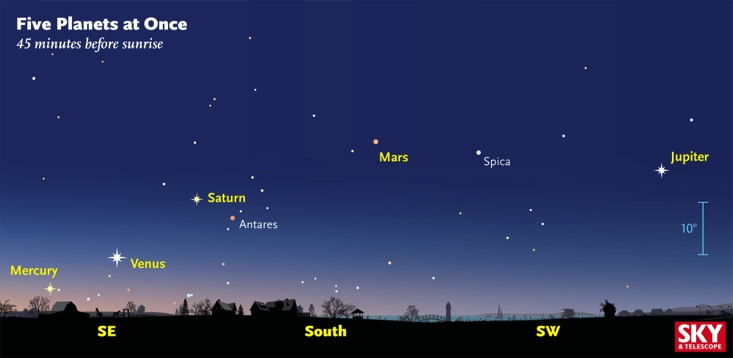 Five Planets at Once
45 minutes before sunrise
Mars
Spica
Jupiter
Saturn
Antares
10°
Mercury
Venus
SE
South
SW
SKY
& TELESCOPE